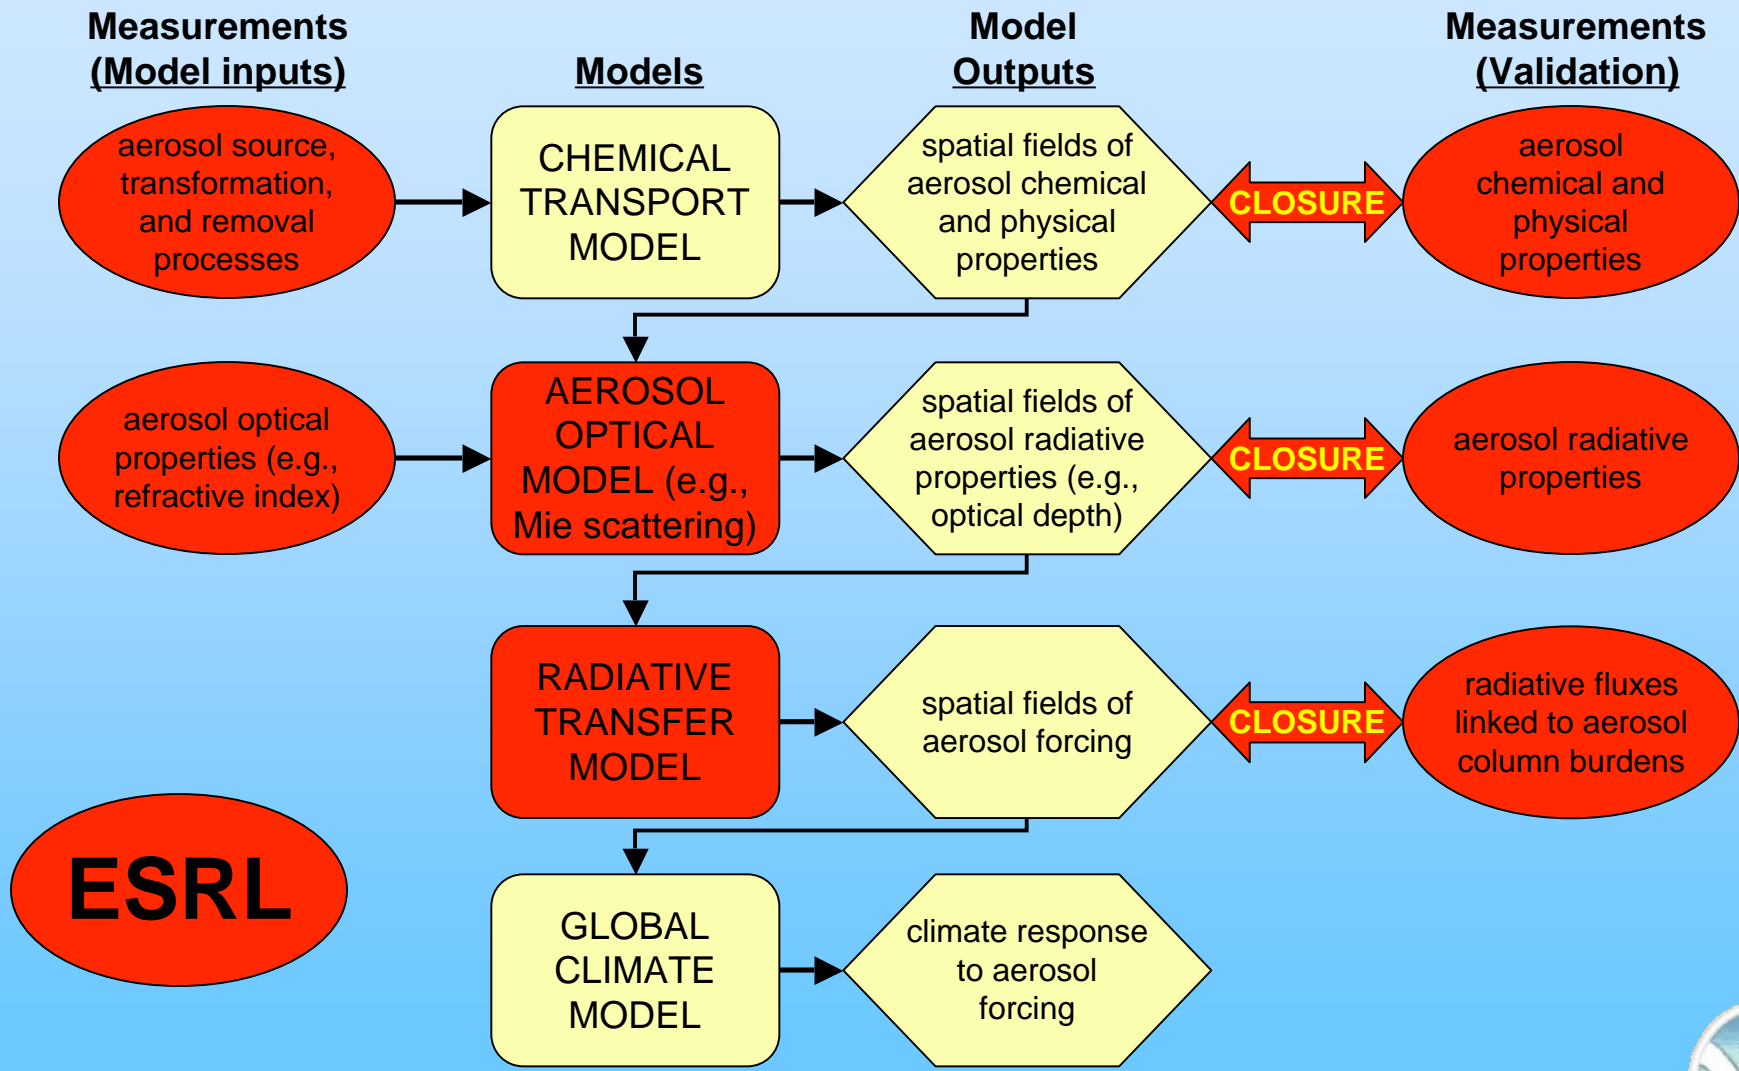 Measurements
(Model inputs)
Models
Model
Outputs
Measurements
(Validation)
aerosol source,
transformation,
and removal
processes
CHEMICAL
TRANSPORT
MODEL
spatial fields of
aerosol chemical
and physical
properties
CLOSURE
aerosol
chemical and
physical
properties
aerosol optical
properties (e.g.,
refractive index)
AEROSOL
OPTICAL
MODEL (e.g.,
Mie scattering)
spatial fields of
aerosol radiative
properties (e.g.,
optical depth)
CLOSURE
aerosol radiative
properties
RADIATIVE
TRANSFER
MODEL
spatial fields of
aerosol forcing
CLOSURE
radiative fluxes
linked to aerosol
column burdens
ESRL
GLOBAL
CLIMATE
MODEL
climate response
to aerosol
forcing